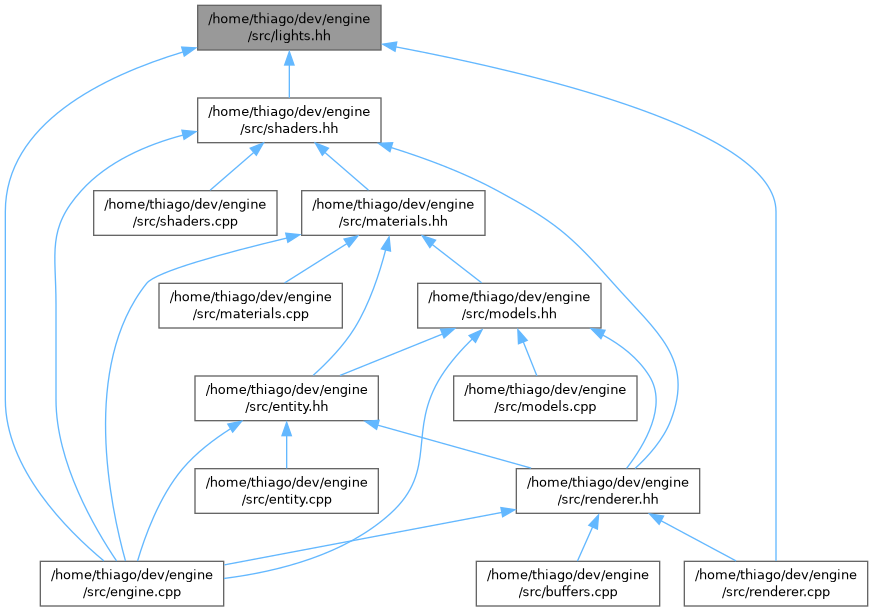 /home/thiago/dev/engine
/src/lights.hh
/home/thiago/dev/engine
/src/shaders.hh
/home/thiago/dev/engine
/src/shaders.cpp
/home/thiago/dev/engine
/src/materials.hh
/home/thiago/dev/engine
/src/materials.cpp
/home/thiago/dev/engine
/src/models.hh
/home/thiago/dev/engine
/src/entity.hh
/home/thiago/dev/engine
/src/models.cpp
/home/thiago/dev/engine
/src/entity.cpp
/home/thiago/dev/engine
/src/renderer.hh
/home/thiago/dev/engine
/src/engine.cpp
/home/thiago/dev/engine
/src/buffers.cpp
/home/thiago/dev/engine
/src/renderer.cpp